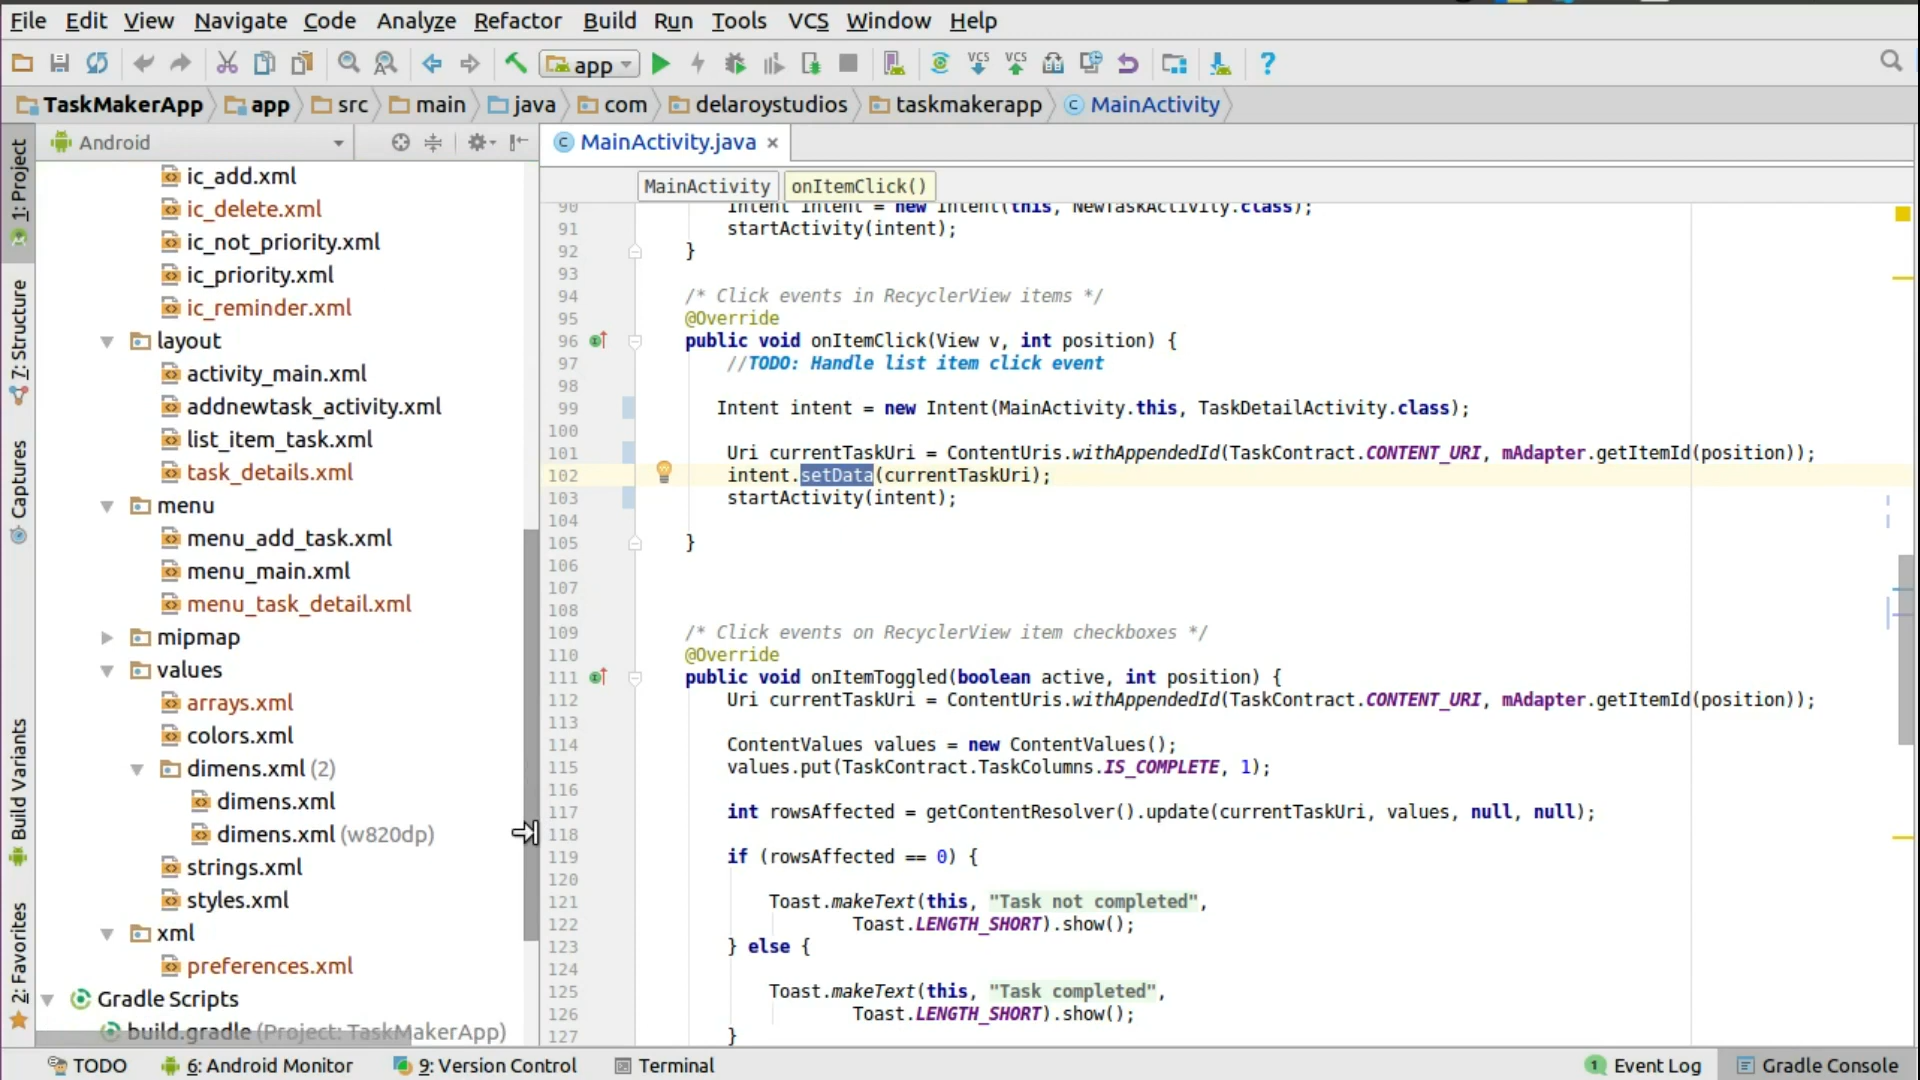 File Edit View Navigate Code Analyze Refactor Build Run Tools VCS Window Help
app VCS VCS ?
TaskMakerApp app src main java com delaroystudios taskmakerapp MainActivity
Android
MainActivity.java
MainActivity onItemClick()
1: Project
7: Structure
Captures
Build Variants
2: Favorites
ic_add.xml
ic_delete.xml
ic_not_priority.xml
ic_priority.xml
ic_reminder.xml
layout
activity_main.xml
addnewtask_activity.xml
list_item_task.xml
task_details.xml
menu
menu_add_task.xml
menu_main.xml
menu_task_detail.xml
mipmap
values
arrays.xml
colors.xml
dimens.xml (2)
dimens.xml
dimens.xml (w820dp)
strings.xml
styles.xml
xml
preferences.xml
Gradle Scripts
build.gradle (Project: TaskMakerApp)
90 Intent intent = new Intent(this, NewTaskActivity.class);
91 startActivity(intent);
92 }
93
94 /* Click events in RecyclerView items */
95 @Override
96 public void onItemClick(View v, int position) {
97 //TODO: Handle list item click event
98
99 Intent intent = new Intent(MainActivity.this, TaskDetailActivity.class);
100
101 Uri currentTaskUri = ContentUris.withAppendedId(TaskContract.CONTENT_URI, mAdapter.getItemId(position));
102 intent.setData(currentTaskUri);
103 startActivity(intent);
104
105 }
106
107
108
109 /* Click events on RecyclerView item checkboxes */
110 @Override
111 public void onItemToggled(boolean active, int position) {
112 Uri currentTaskUri = ContentUris.withAppendedId(TaskContract.CONTENT_URI, mAdapter.getItemId(position));
113
114 ContentValues values = new ContentValues();
115 values.put(TaskContract.TaskColumns.IS_COMPLETE, 1);
116
117 int rowsAffected = getContentResolver().update(currentTaskUri, values, null, null);
118
119 if (rowsAffected == 0) {
120
121 Toast.makeText(this, "Task not completed",
122 Toast.LENGTH_SHORT).show();
123 } else {
124
125 Toast.makeText(this, "Task completed",
126 Toast.LENGTH_SHORT).show();
127 }
TODO 6: Android Monitor 9: Version Control Terminal 1 Event Log Gradle Console